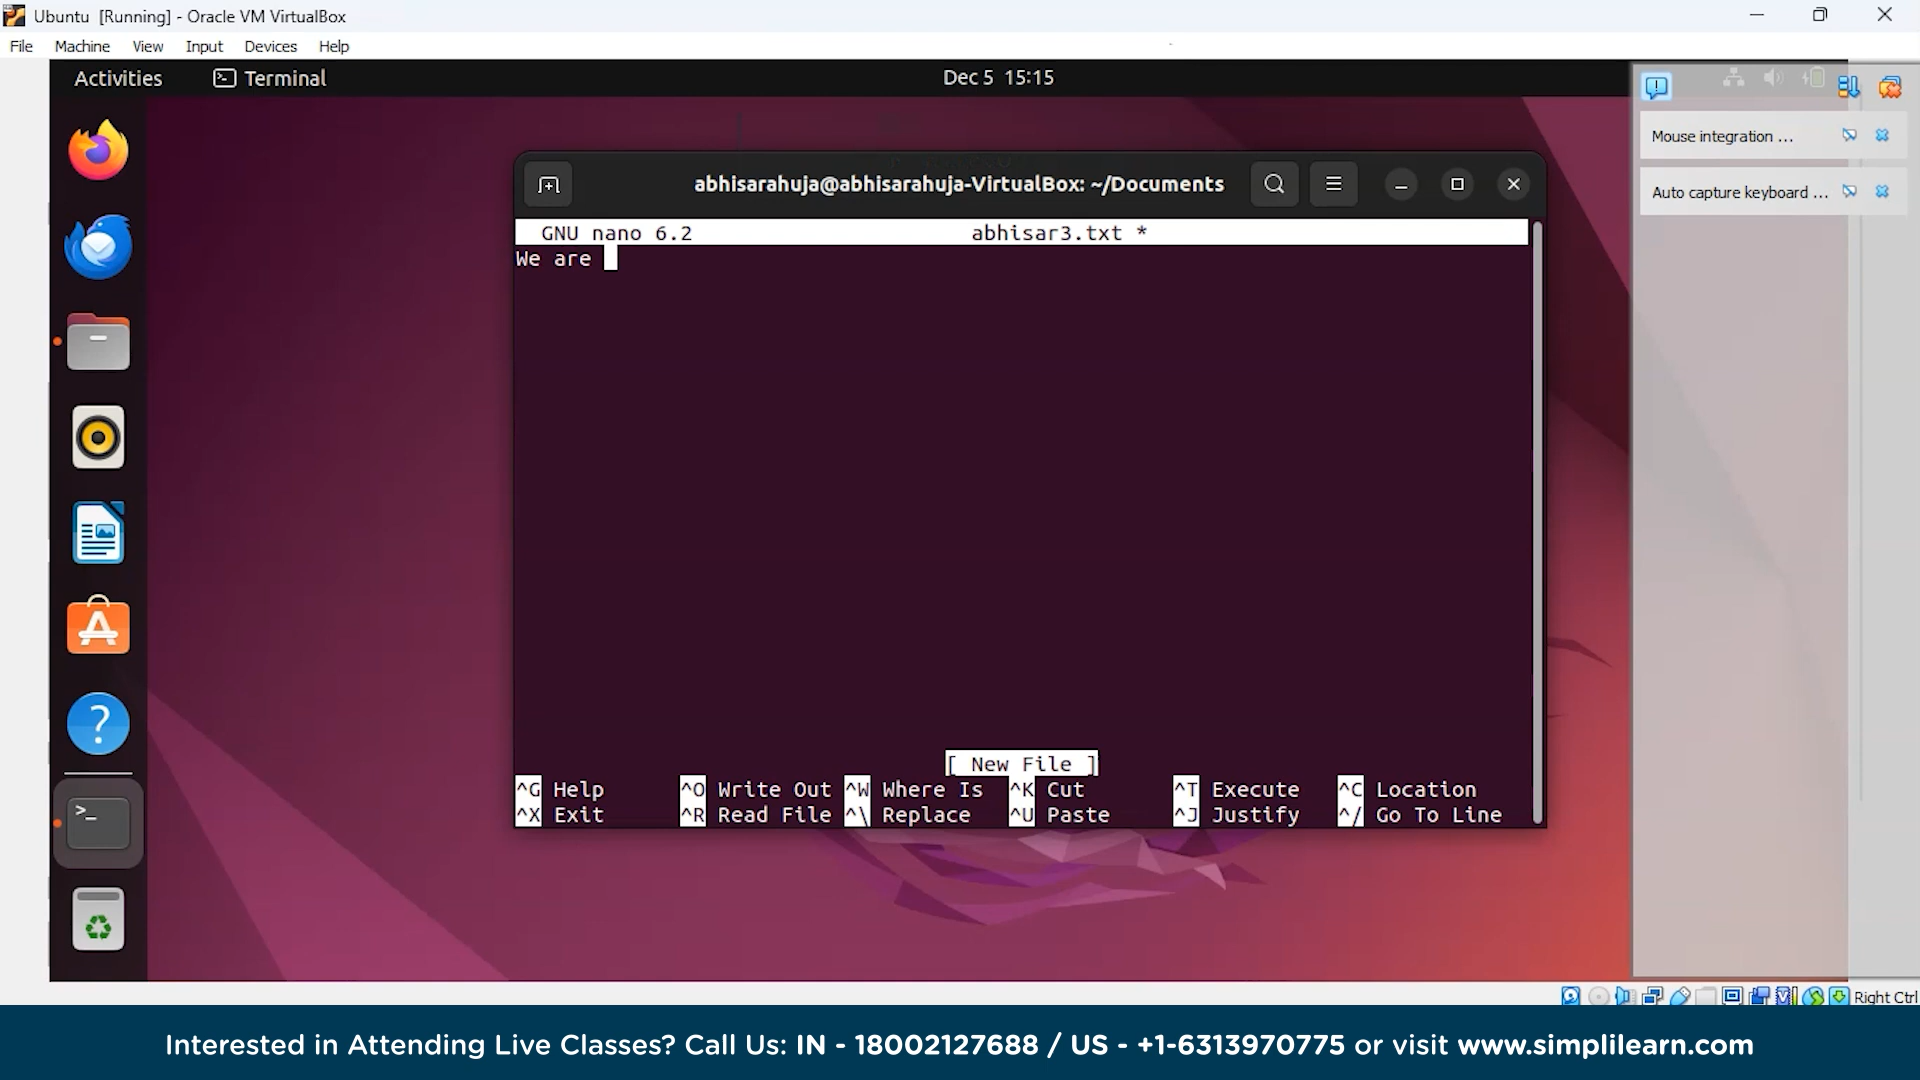 Ubuntu [Running] - Oracle VM VirtualBox
File Machine View Input Devices Help
Activities Terminal Dec 5 15:15
Mouse integration ...
Auto capture keyboard ...
abhisarahuja@abhisarahuja-VirtualBox: ~/Documents
GNU nano 6.2 abhisar3.txt *
We are
[ New File ]
^G Help ^O Write Out ^W Where Is ^K Cut ^T Execute ^C Location
^X Exit ^R Read File ^\ Replace ^U Paste ^J Justify ^/ Go To Line
Right Ctrl
Interested in Attending Live Classes? Call Us: IN - 18002127688 / US - +1-6313970775 or visit www.simplilearn.com